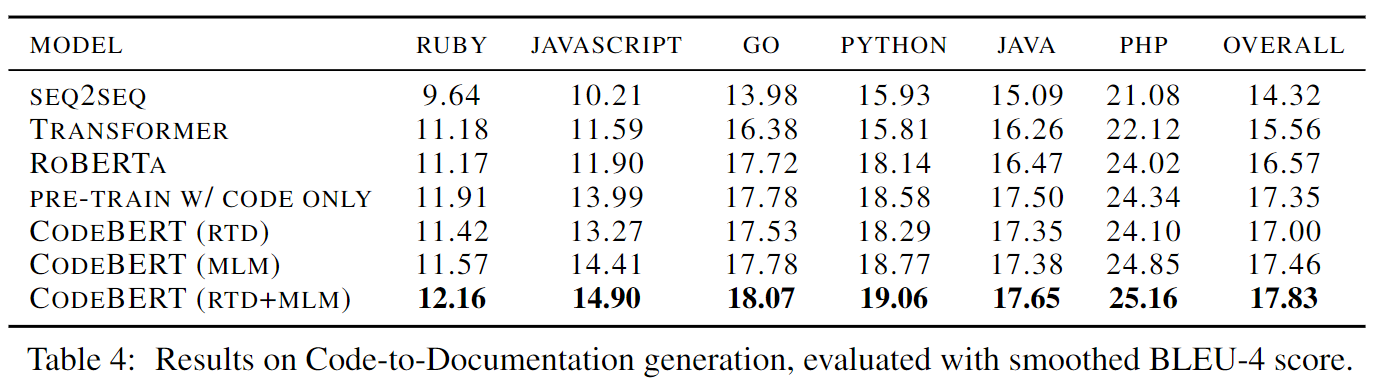 MODEL RUBY JAVASCRIPT GO PYTHON JAVA PHP OVERALL
SEQ2SEQ 9.64 10.21 13.98 15.93 15.09 21.08 14.32
TRANSFORMER 11.18 11.59 16.38 15.81 16.26 22.12 15.56
ROBERTA 11.17 11.90 17.72 18.14 16.47 24.02 16.57
PRE-TRAIN W/ CODE ONLY 11.91 13.99 17.78 18.58 17.50 24.34 17.35
CODEBERT (RTD) 11.42 13.27 17.53 18.29 17.35 24.10 17.00
CODEBERT (MLM) 11.57 14.41 17.78 18.77 17.38 24.85 17.46
CODEBERT (RTD+MLM) 12.16 14.90 18.07 19.06 17.65 25.16 17.83
Table 4: Results on Code-to-Documentation generation, evaluated with smoothed BLEU-4 score.